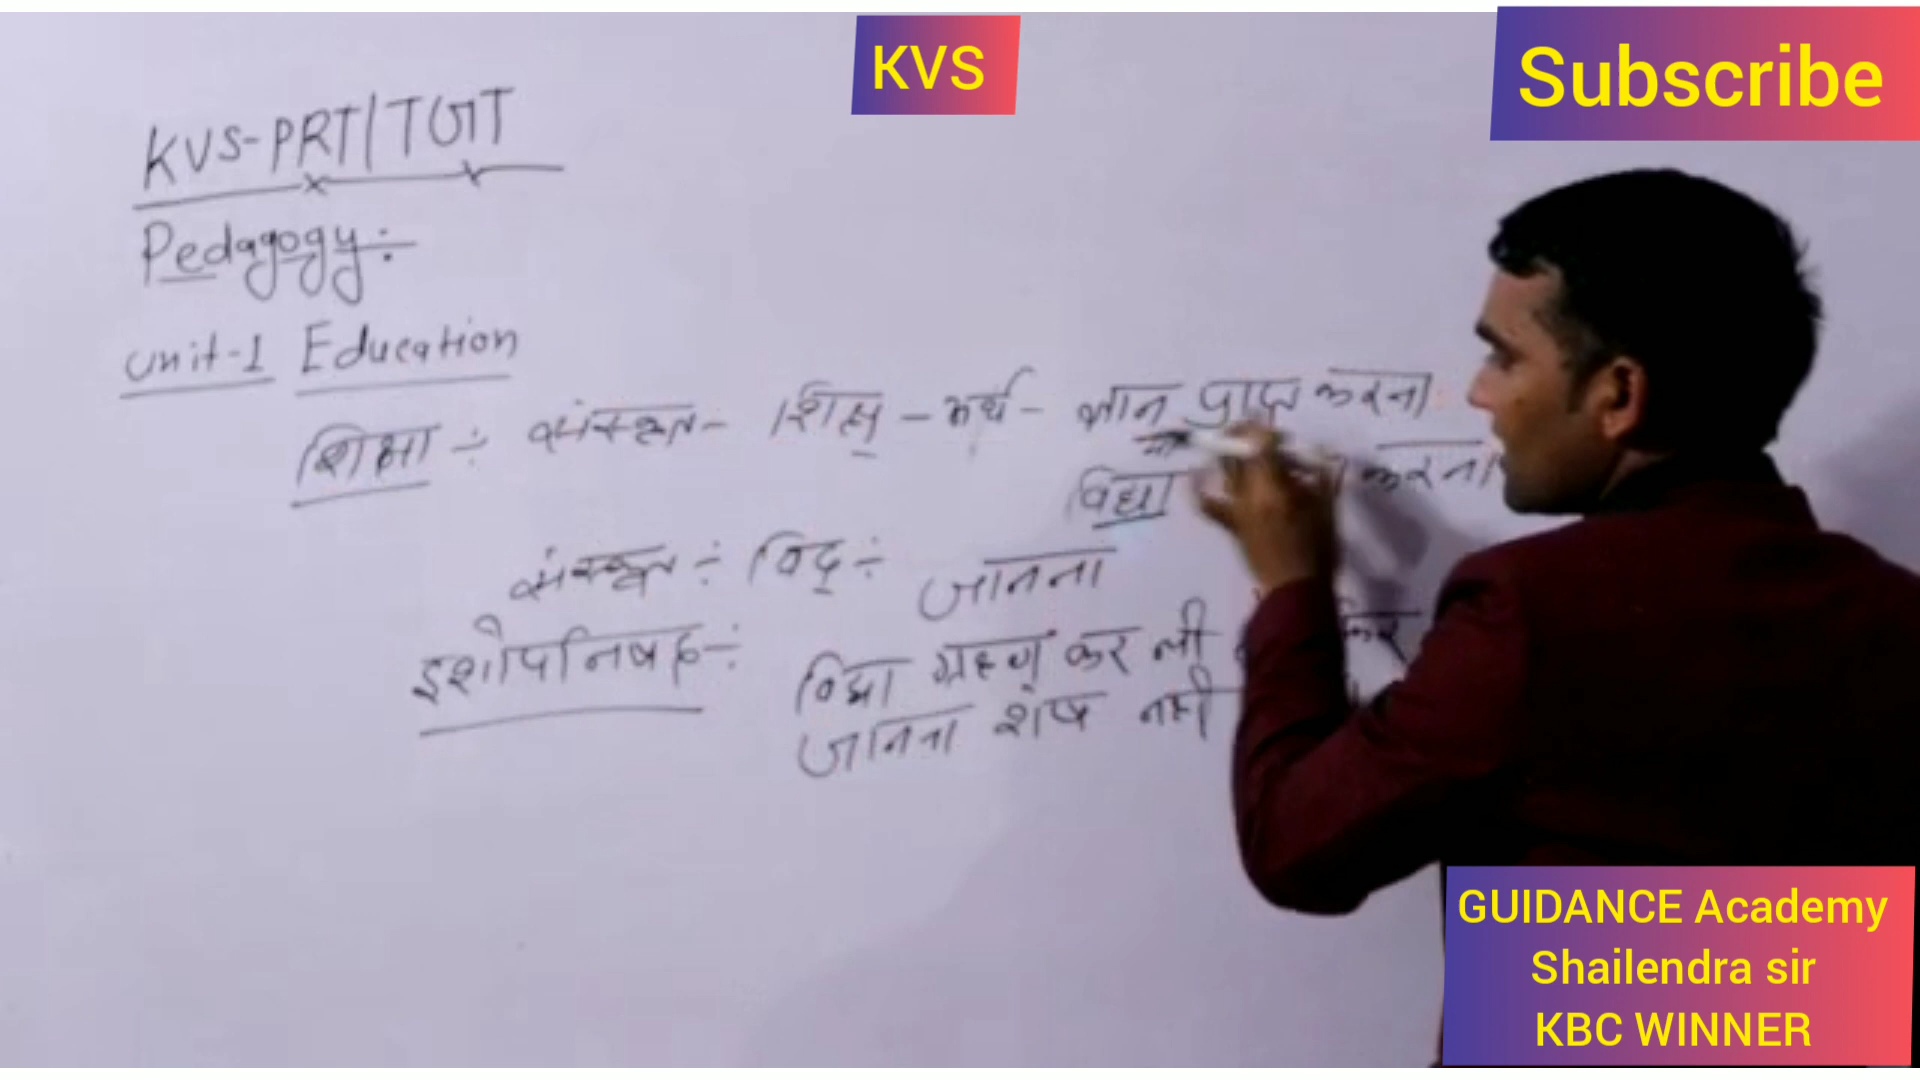 KVS
Subscribe
KVS-PRT/TGT
Pedagogy:
Unit-1 Education
शिक्षा ÷ संस्कृत - शिक्ष् - अर्थ - ज्ञान प्राप्त करना
विद्या करना
संस्कृत ÷ विद् ÷ जानना
इशोपनिषद ÷ विद्या ग्रहण कर ली फिर
जानना शेष नही
GUIDANCE Academy
Shailendra sir
KBC WINNER